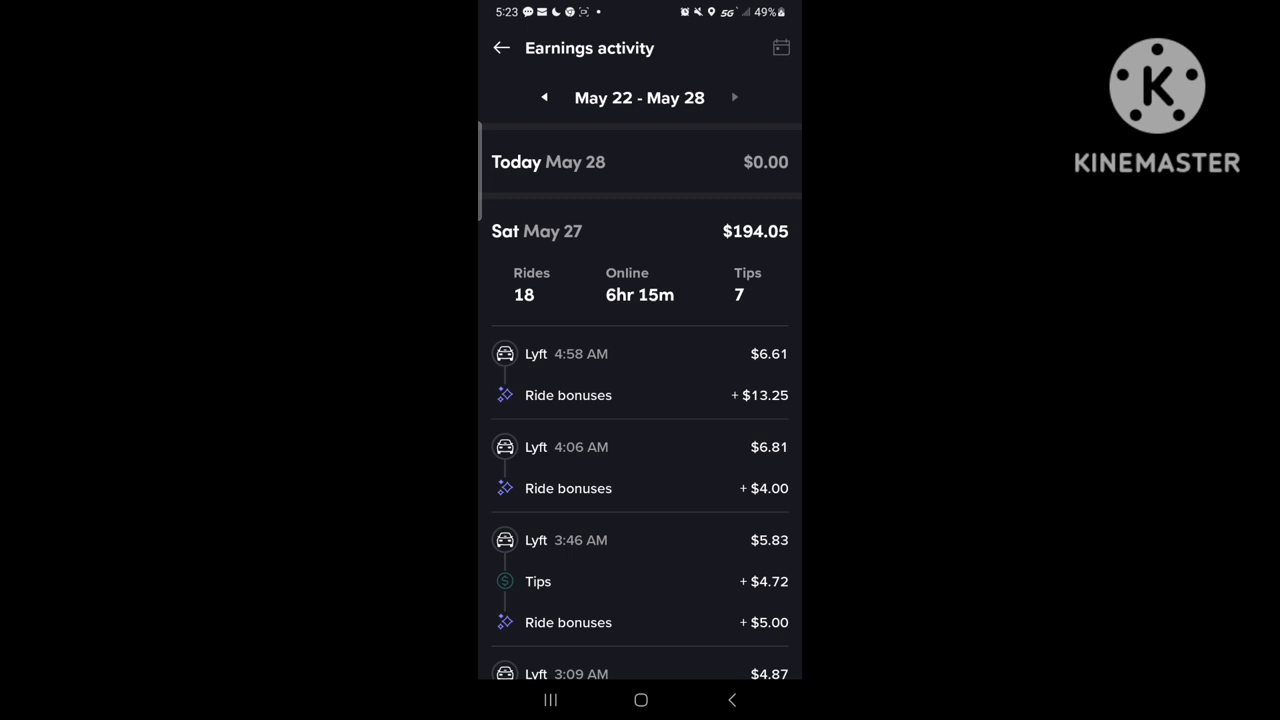 5:23 5G 49%
Earnings activity
May 22 - May 28
Today May 28 $0.00
Sat May 27 $194.05
Rides Online Tips
18 6hr 15m 7
Lyft 4:58 AM $6.61
Ride bonuses + $13.25
Lyft 4:06 AM $6.81
Ride bonuses + $4.00
Lyft 3:46 AM $5.83
$ Tips + $4.72
Ride bonuses + $5.00
Lyft 3:09 AM $4.87
K
KINEMASTER